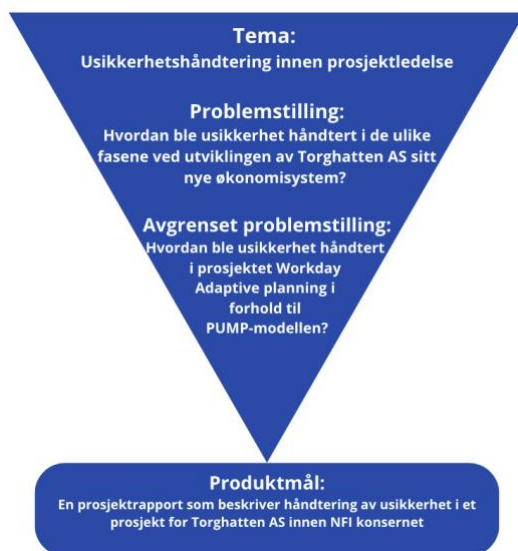 Tema:
Usikkerhetshåndtering innen prosjektledelse
Problemstilling:
Hvordan ble usikkerhet håndtert i de ulike
fasene ved utviklingen av Torghatten AS sitt
nye økonomisystem?
Avgrenset problemstilling:
Hvordan ble usikkerhet håndtert
i prosjektet Workday
Adaptive planning i
forhold til
PUMP-modellen?
Produktmål:
En prosjektrapport som beskriver håndtering av usikkerhet i et
prosjekt for Torghatten AS innen NFI konsernet